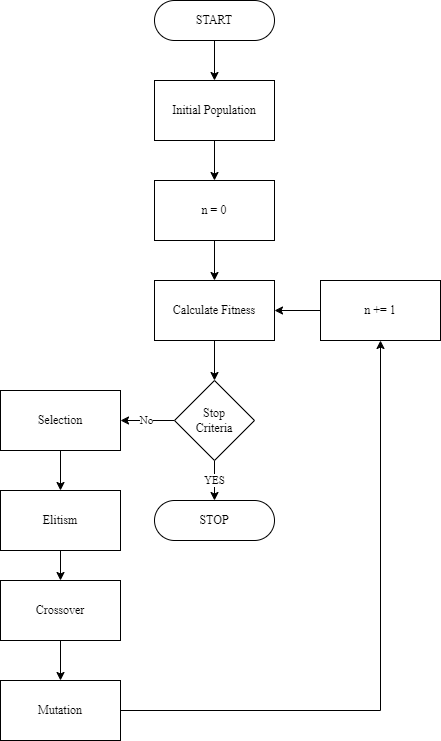 START
Initial Population
n = 0
Calculate Fitness
n += 1
Stop
Criteria
No
Selection
YES
Elitism
STOP
Crossover
Mutation